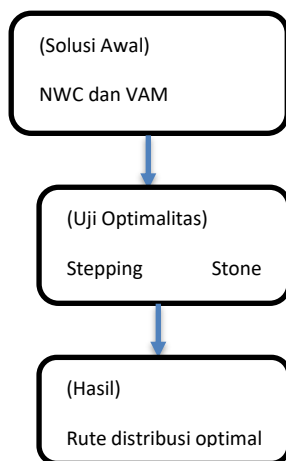 (Solusi Awal)
NWC dan VAM
(Uji Optimalitas)
Stepping Stone
(Hasil)
Rute distribusi optimal